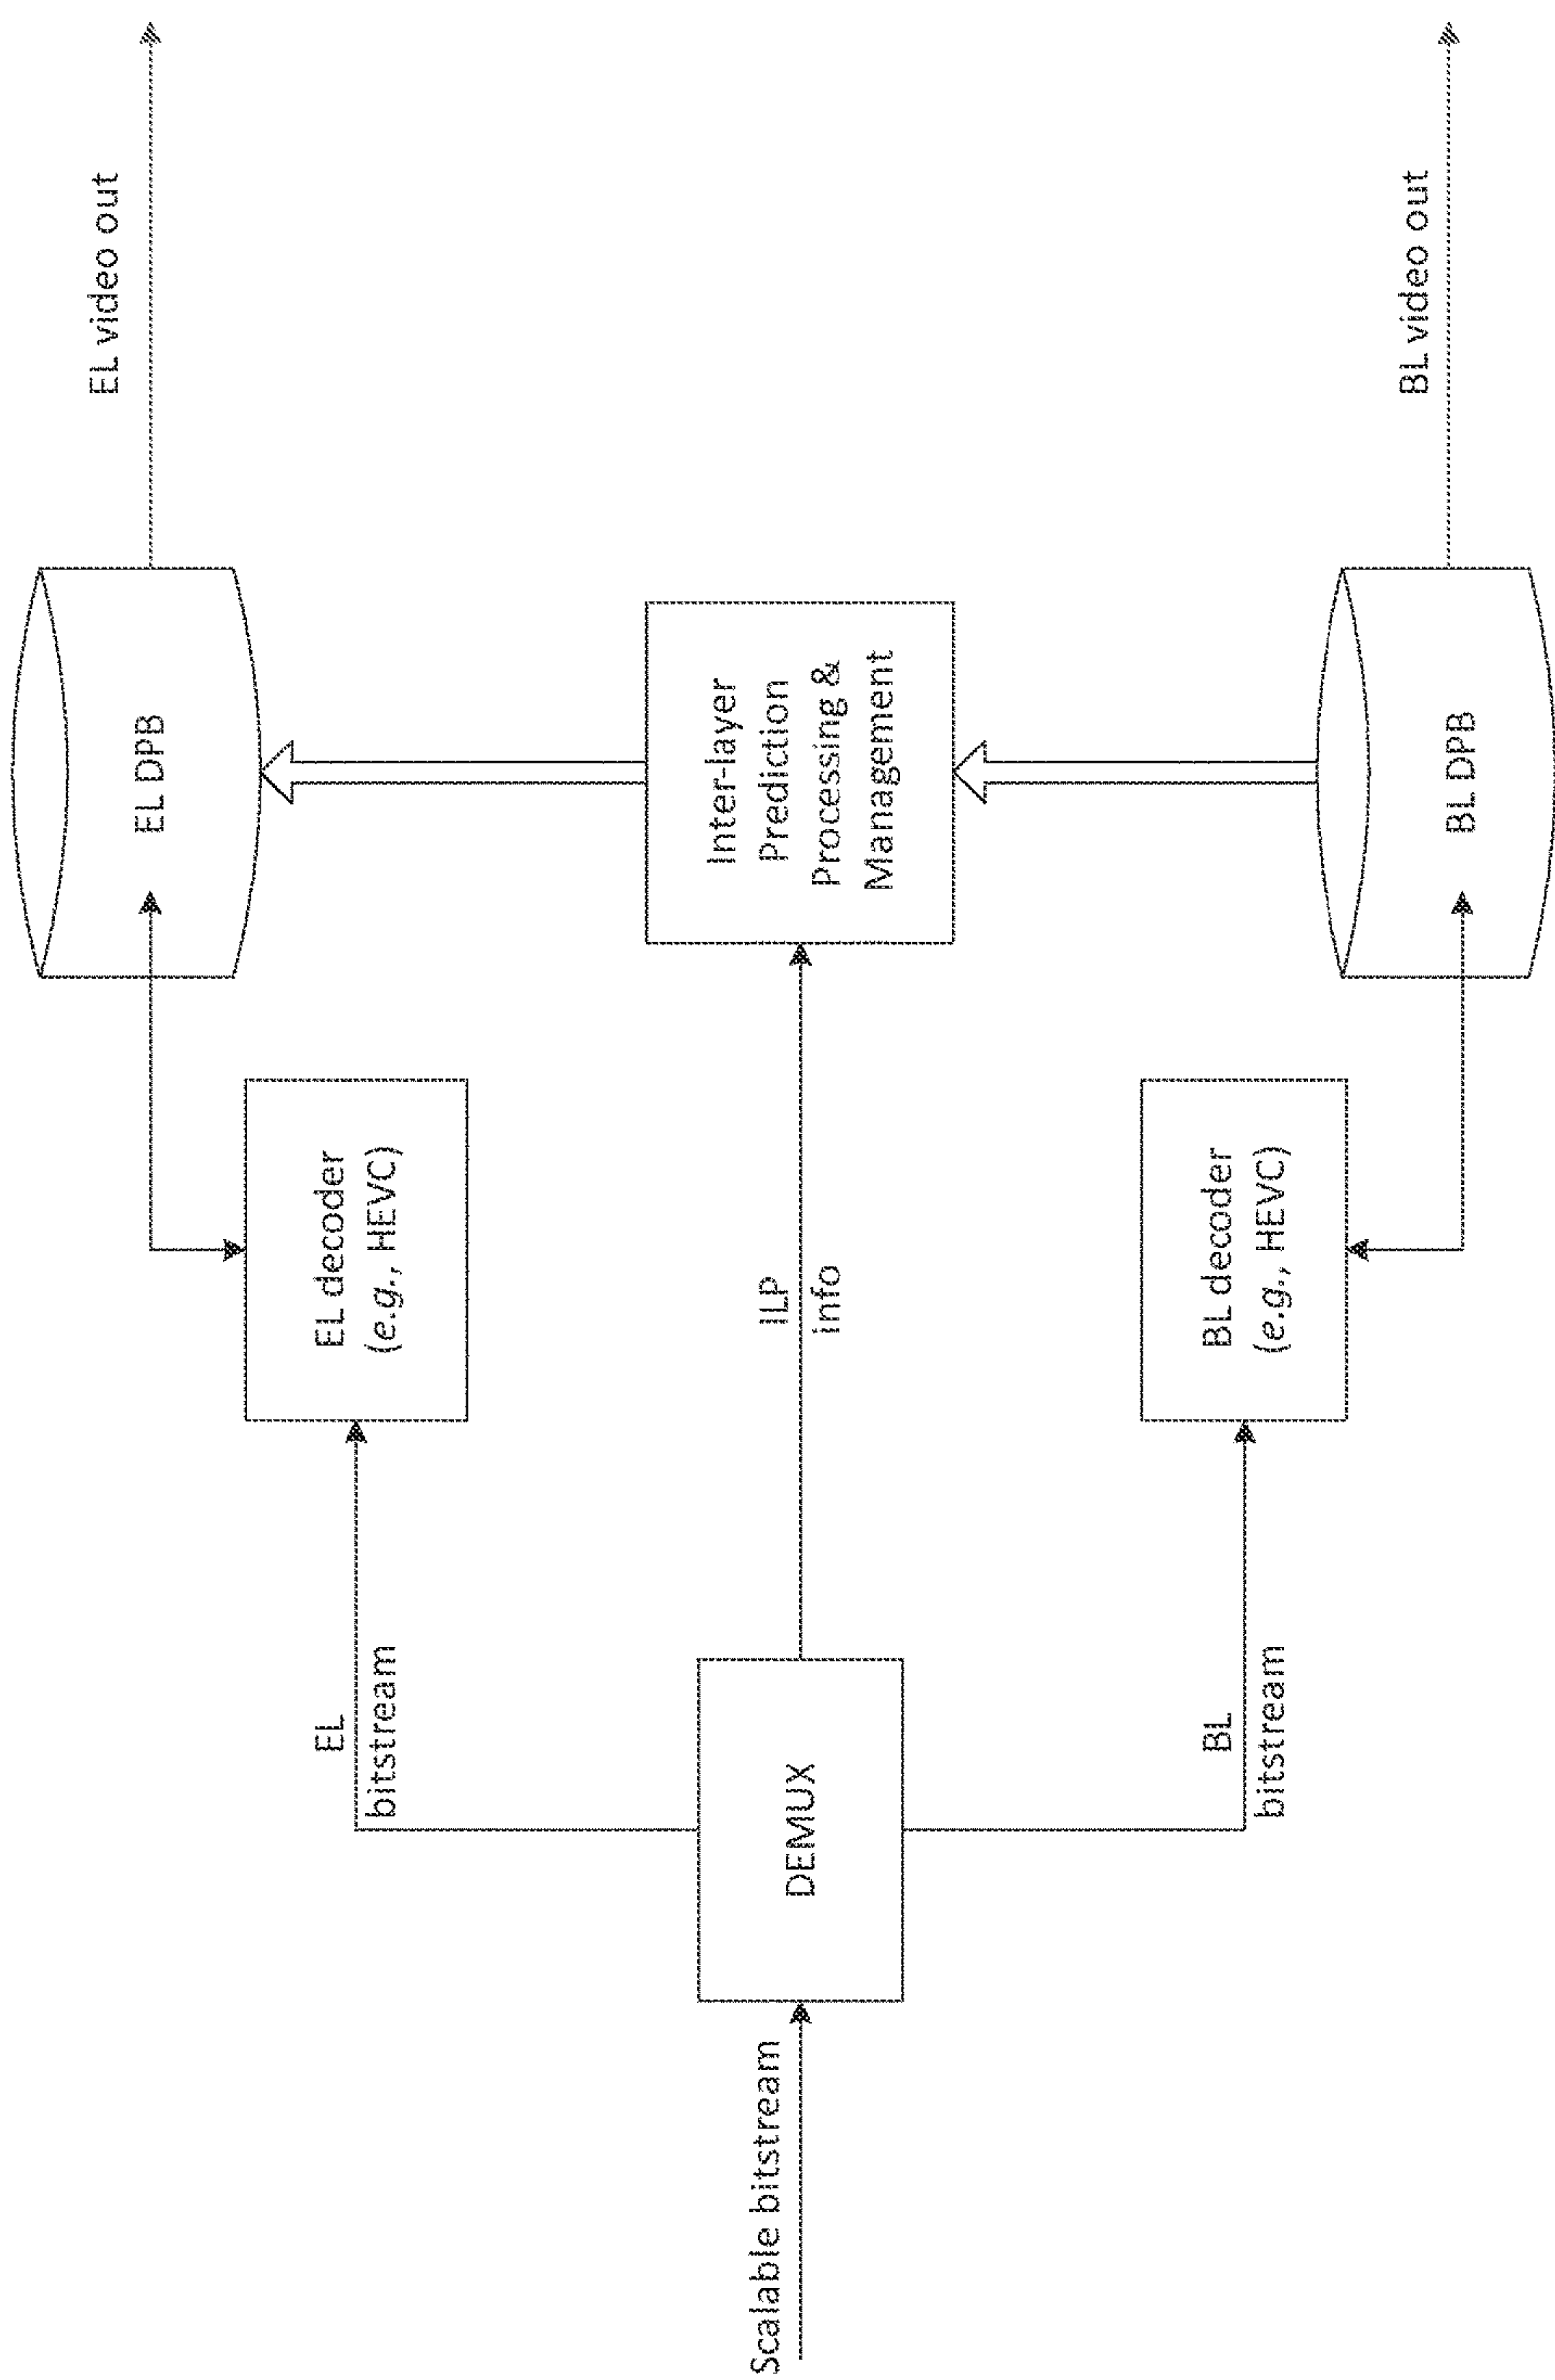 Scalable bitstream
DEMUX
EL
bitstream
EL decoder
(e.g., HEVC)
EL DPB
EL video out
ILP
info
Inter-layer
Prediction
Processing &
Management
BL
bitstream
BL decoder
(e.g., HEVC)
BL DPB
BL video out